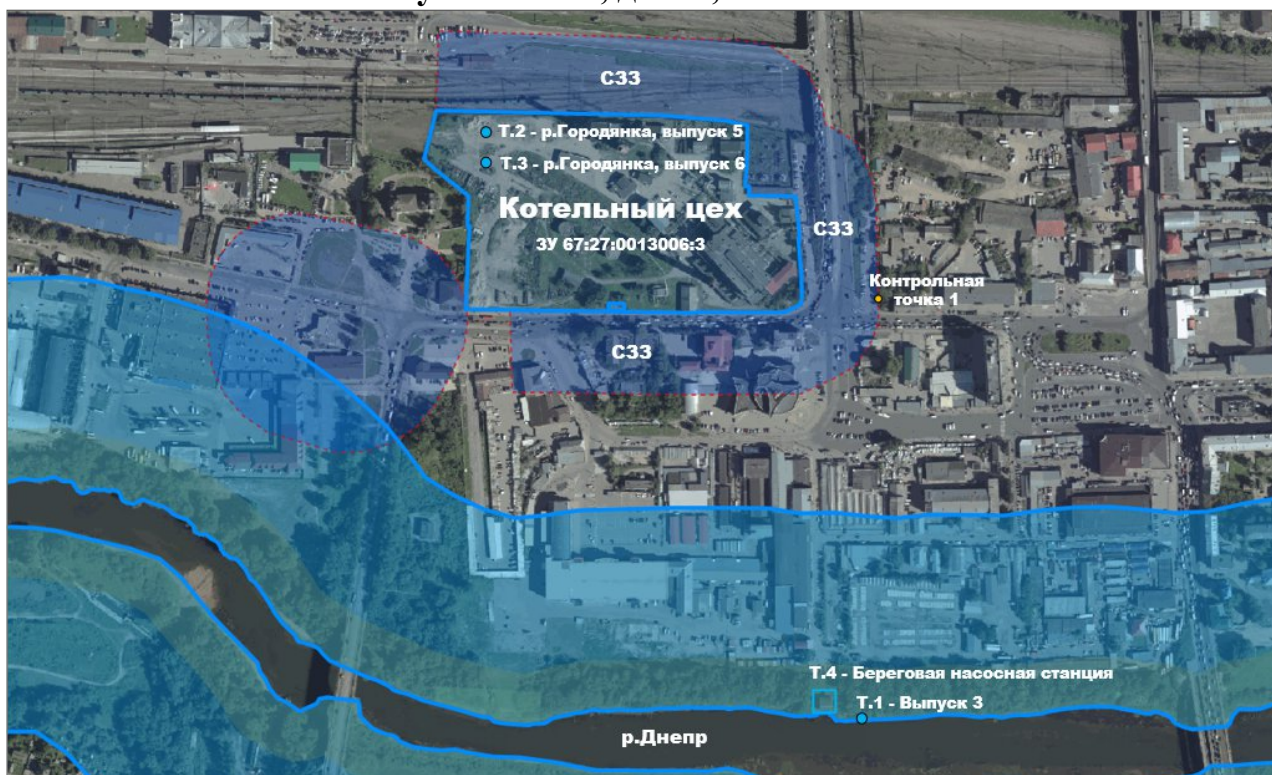 СЗЗ
Т.2 - р.Городянка, выпуск 5
Т.3 - р.Городянка, выпуск 6
Котельный цех
ЗУ 67:27:0013006:3
СЗЗ
Контрольная
точка 1
СЗЗ
Т.4 - Береговая насосная станция
Т.1 - Выпуск 3
р.Днепр